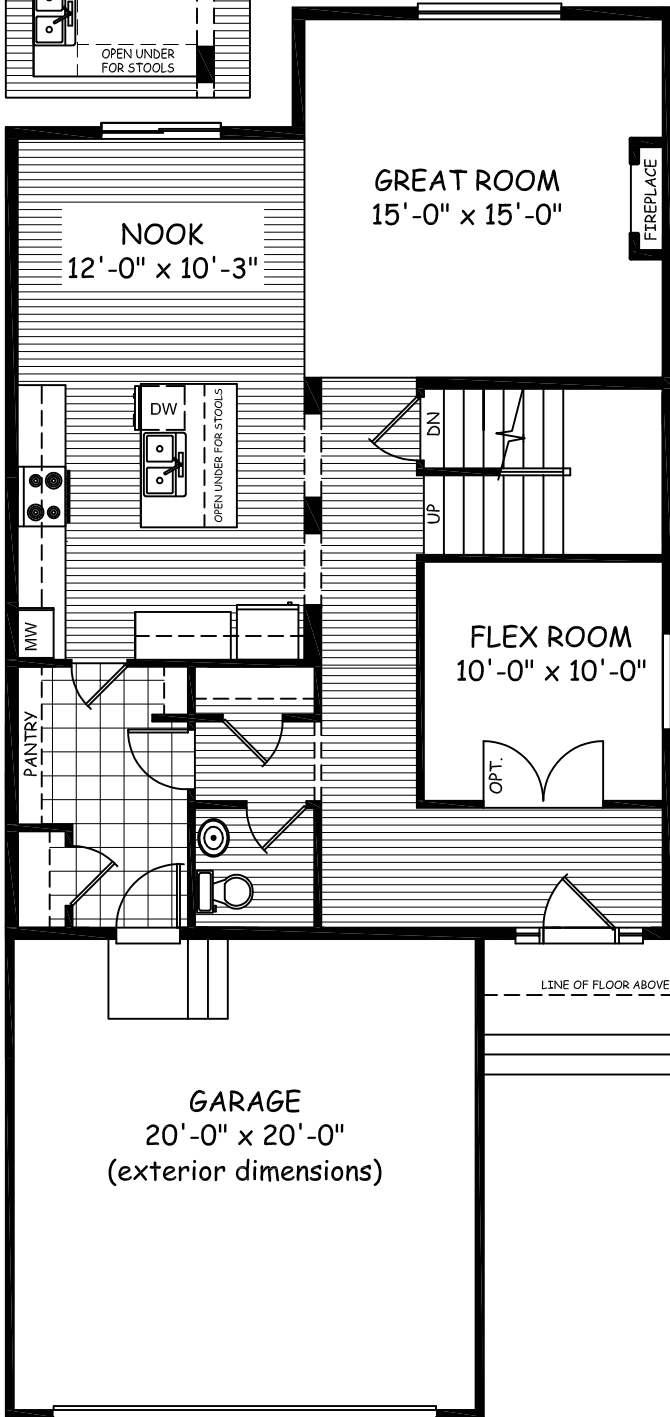 OPEN UNDER
FOR STOOLS
GREAT ROOM
15'-0" x 15'-0"
FIREPLACE
NOOK
12'-0" x 10'-3"
DW
OPEN UNDER FOR STOOLS
DN
UP
MW
FLEX ROOM
10'-0" x 10'-0"
PANTRY
OPT.
LINE OF FLOOR ABOVE
GARAGE
20'-0" x 20'-0"
(exterior dimensions)